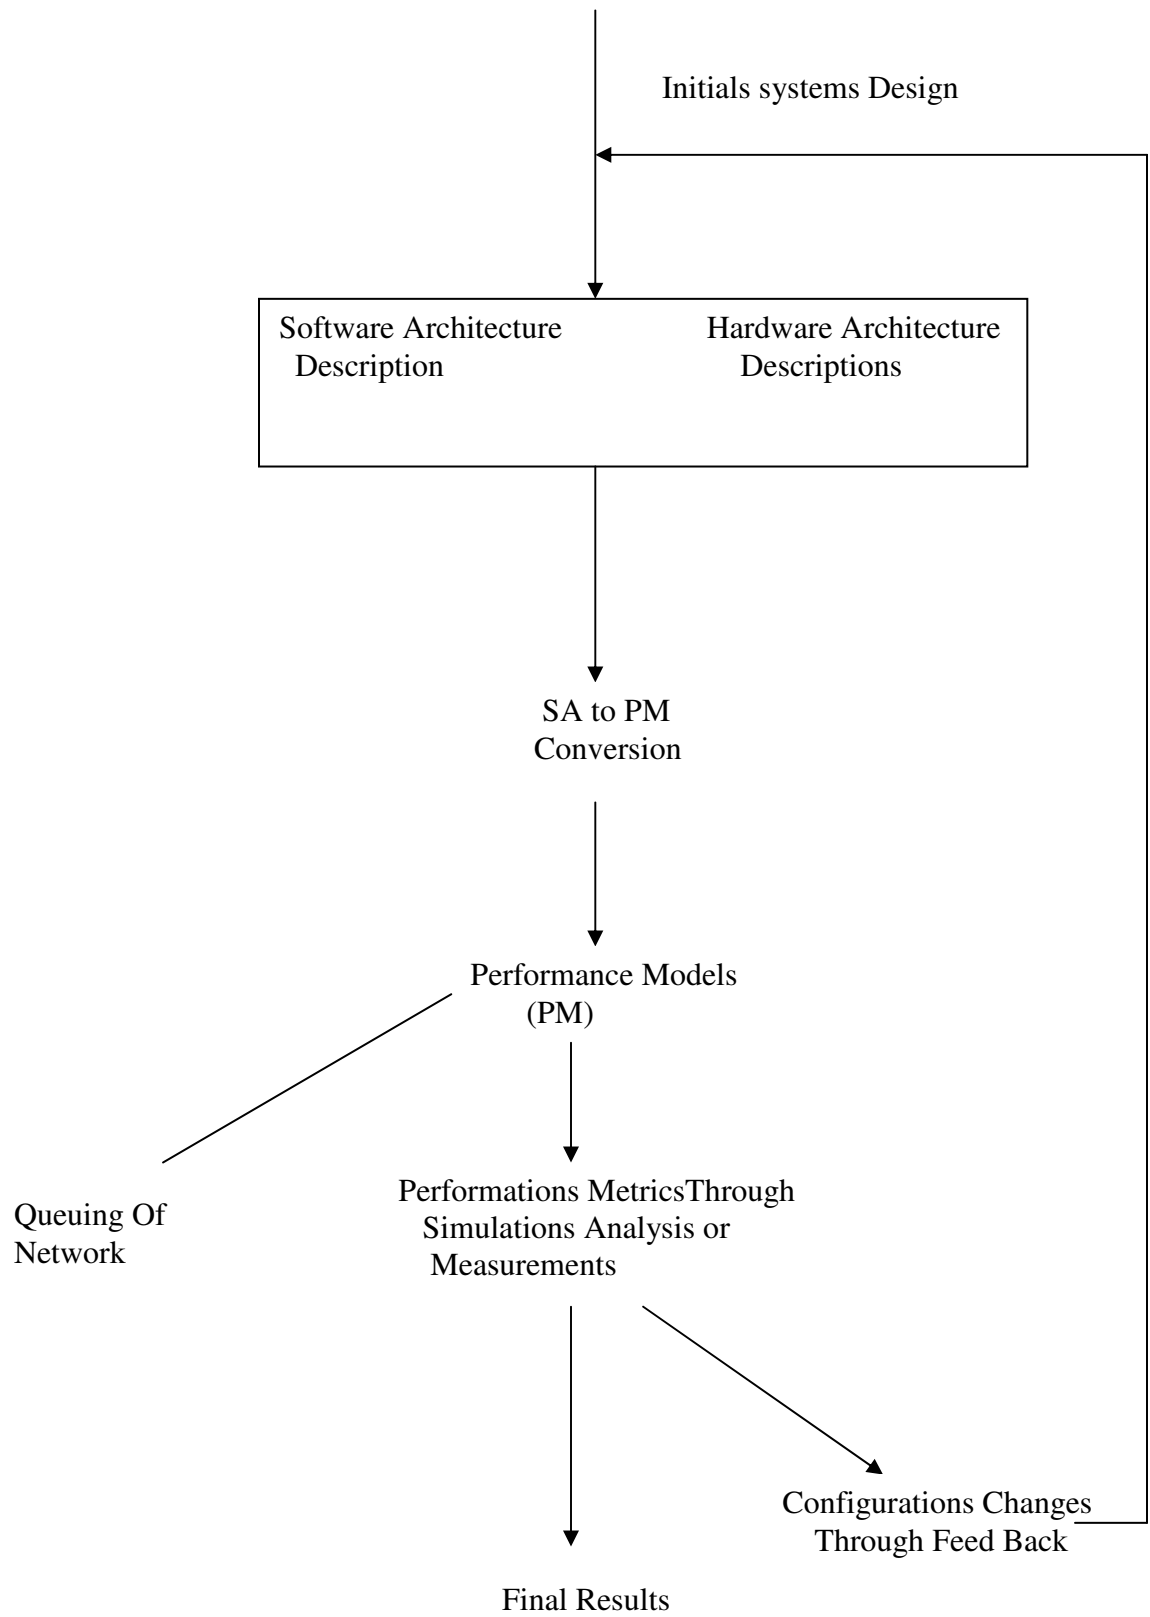 Initials systems Design
Software Architecture
Description
Hardware Architecture
Descriptions
SA to PM
Conversion
Performance Models
(PM)
Queuing Of
Network
Performations MetricsThrough
Simulations Analysis or
Measurements
Configurations Changes
Through Feed Back
Final Results